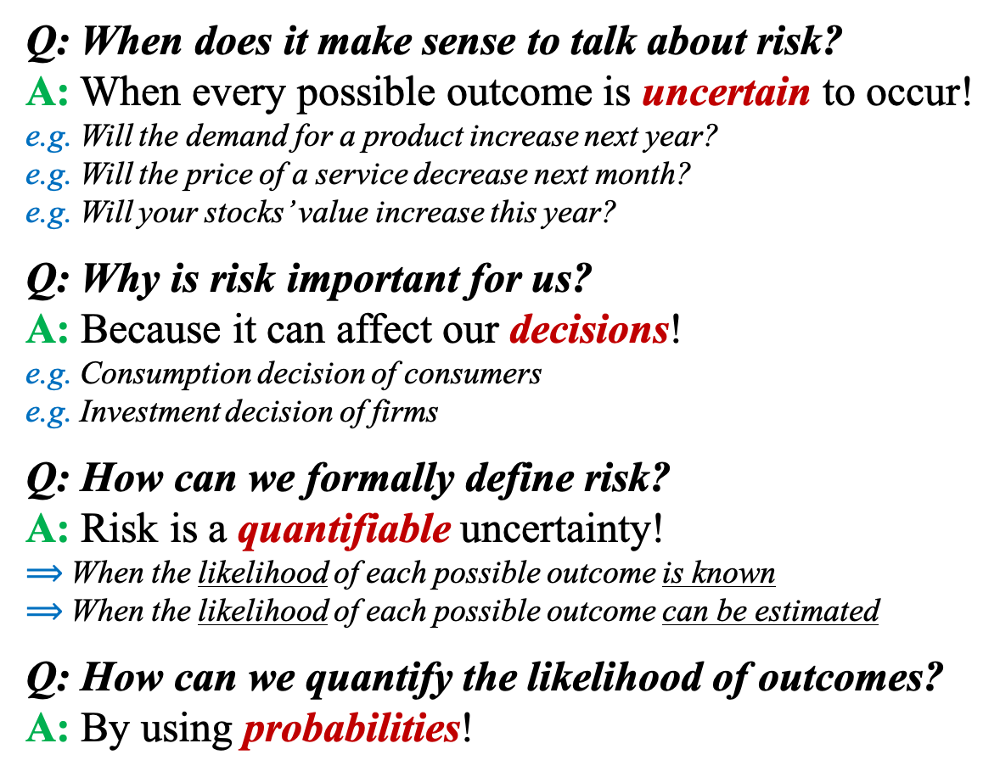 Q: When does it make sense to talk about risk?
A: When every possible outcome is uncertain to occur!
e.g. Will the demand for a product increase next year?
e.g. Will the price of a service decrease next month?
e.g. Will your stocks' value increase this year?
Q: Why is risk important for us?
A: Because it can affect our decisions!
e.g. Consumption decision of consumers
e.g. Investment decision of firms
Q: How can we formally define risk?
A: Risk is a quantifiable uncertainty!
⟹ When the likelihood of each possible outcome is known
⟹ When the likelihood of each possible outcome can be estimated
Q: How can we quantify the likelihood of outcomes?
A: By using probabilities!